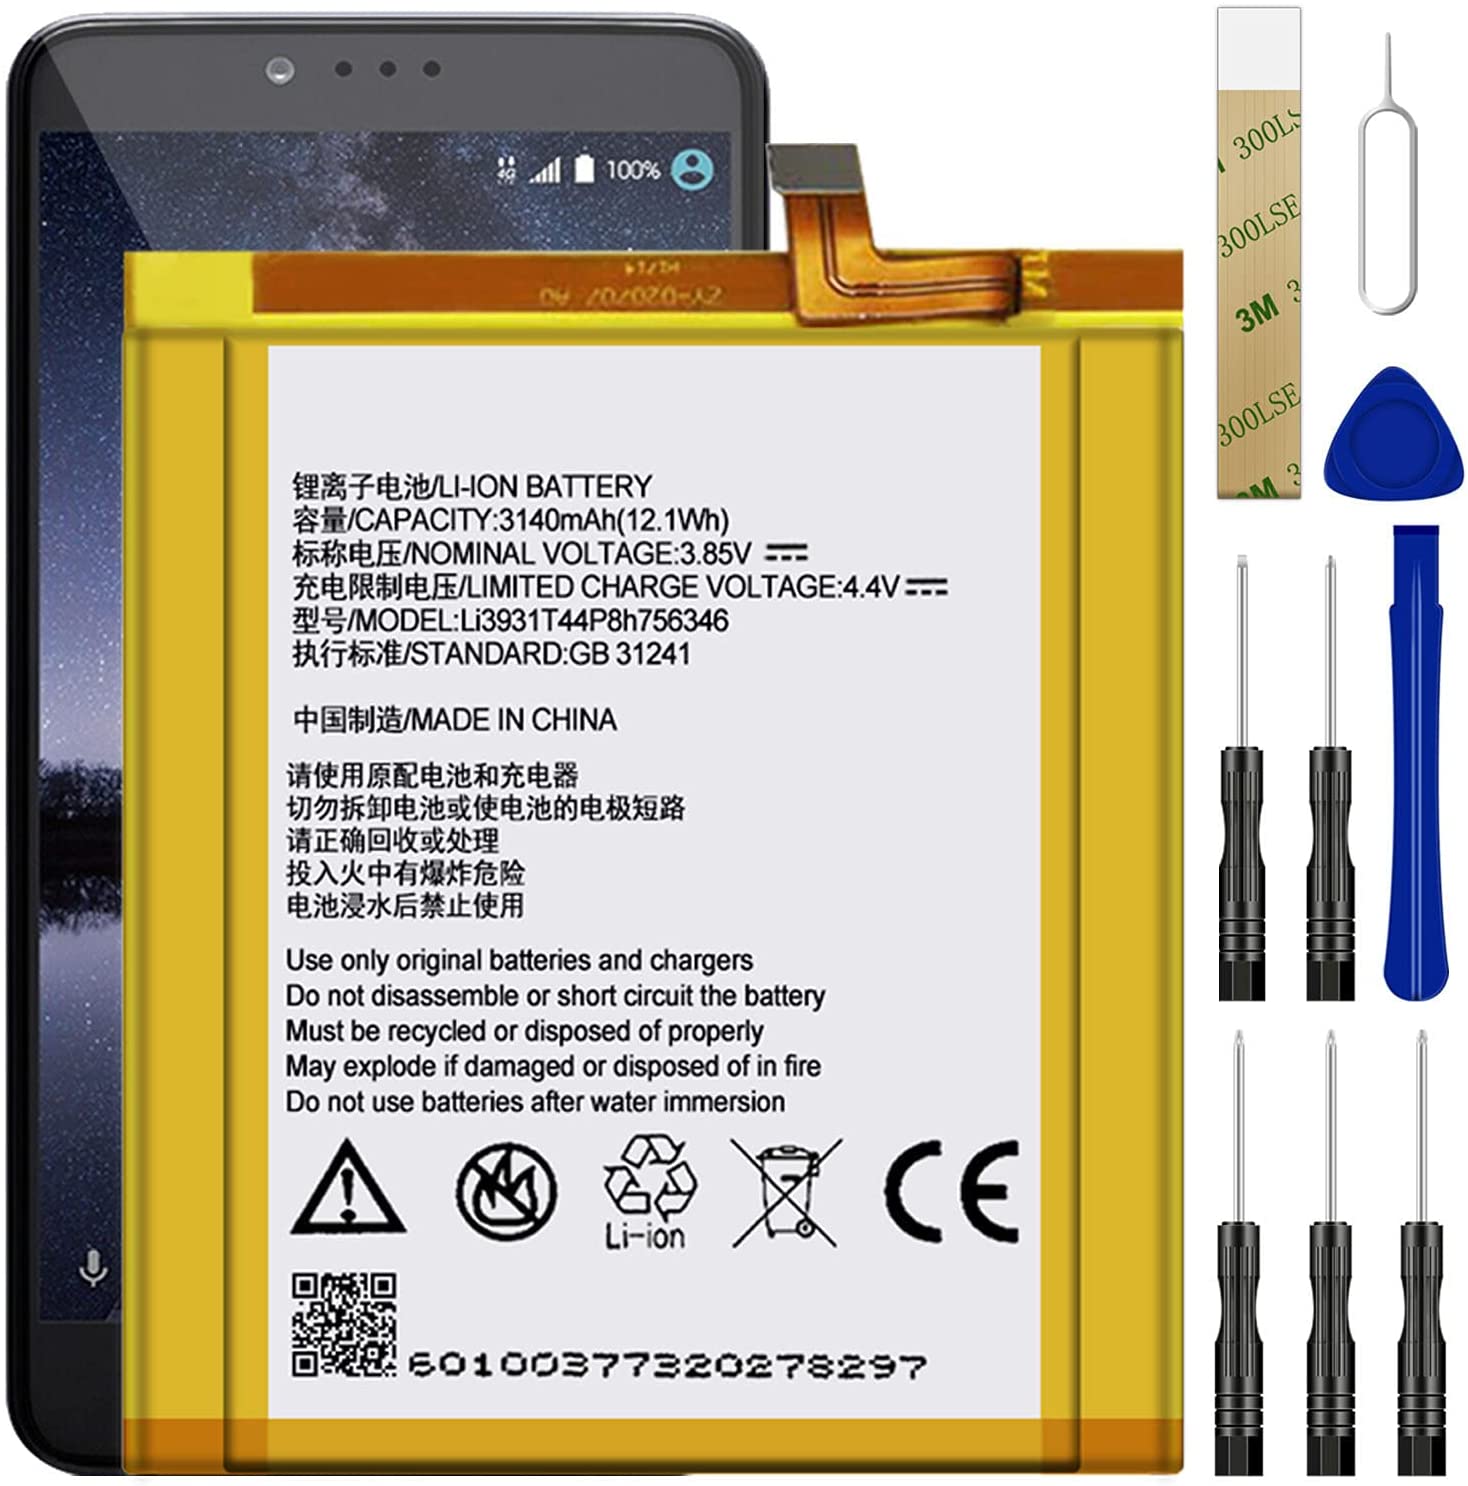 4G
100%
ZY-020707 A0
锂离子电池/LI-ION BATTERY
容量/CAPACITY:3140mAh(12.1Wh)
标称电压/NOMINAL VOLTAGE:3.85V
充电限制电压/LIMITED CHARGE VOLTAGE:4.4V
型号/MODEL:Li3931T44P8h756346
执行标准/STANDARD:GB 31241
中国制造/MADE IN CHINA
请使用原配电池和充电器
切勿拆卸电池或使电池的电极短路
请正确回收或处理
投入火中有爆炸危险
电池浸水后禁止使用
Use only original batteries and chargers
Do not disassemble or short circuit the battery
Must be recycled or disposed of properly
May explode if damaged or disposed of in fire
Do not use batteries after water immersion
Li-ion
CE
60100377320278297
300LSE
300LSE
3M
300LSE
3M